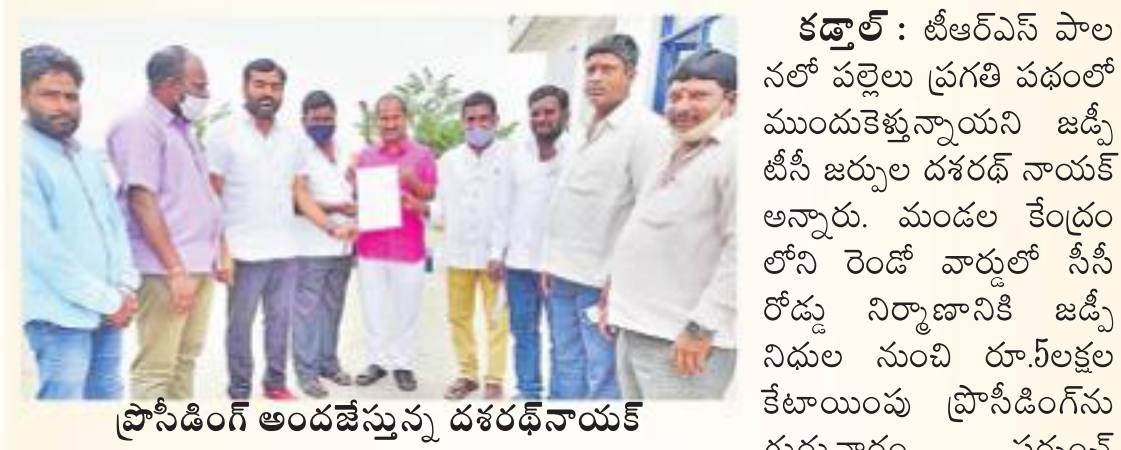 కడ్తాల్ : టీఆర్ఎస్ పాల
నలో పల్లెలు ప్రగతి పథంలో
ముందుకెళ్తున్నాయని జడ్పీ
టీసీ జర్పుల దశరథ్ నాయక్
అన్నారు. మండల కేంద్రం
లోని రెండో వార్డులో సీసీ
రోడ్డు నిర్మాణానికి జడ్పీ
నిధుల నుంచి రూ.5లక్షల
కేటాయింపు ప్రొసీడింగ్‌ను
ప్రొసీడింగ్ అందజేస్తున్న దశరథ్‌నాయక్